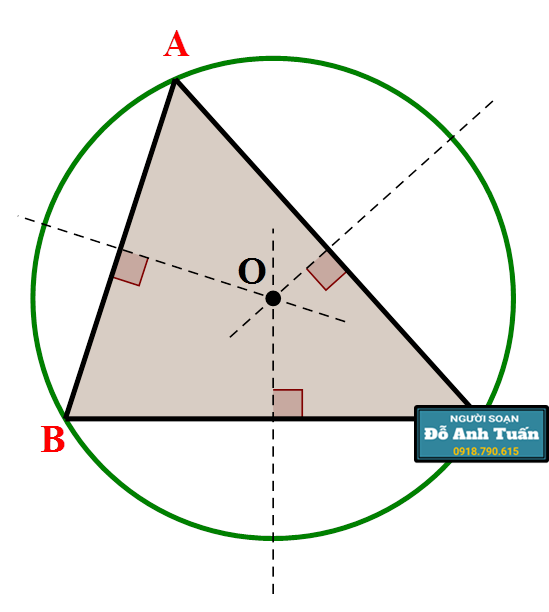 A
O
B
NGƯỜI SOẠN
Đỗ Anh Tuấn
0918.790.615